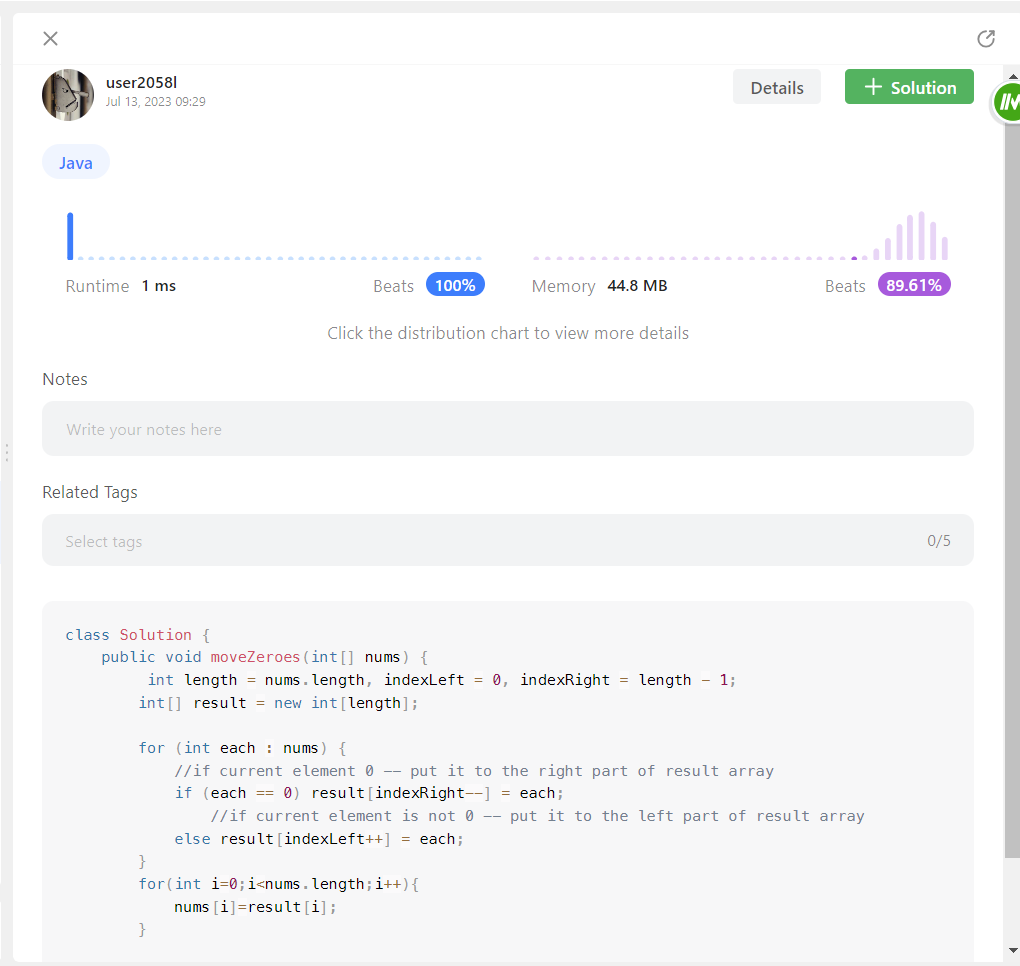 user2058l
Jul 13, 2023 09:29
Details
+ Solution
Java
Runtime 1 ms Beats 100% Memory 44.8 MB Beats 89.61%
Click the distribution chart to view more details
Notes
Write your notes here
Related Tags
Select tags 0/5
class Solution {
    public void moveZeroes(int[] nums) {
         int length = nums.length, indexLeft = 0, indexRight = length - 1;
        int[] result = new int[length];
        for (int each : nums) {
            //if current element 0 -- put it to the right part of result array
            if (each == 0) result[indexRight--] = each;
                //if current element is not 0 -- put it to the left part of result array
            else result[indexLeft++] = each;
        }
        for(int i=0;i<nums.length;i++){
            nums[i]=result[i];
        }